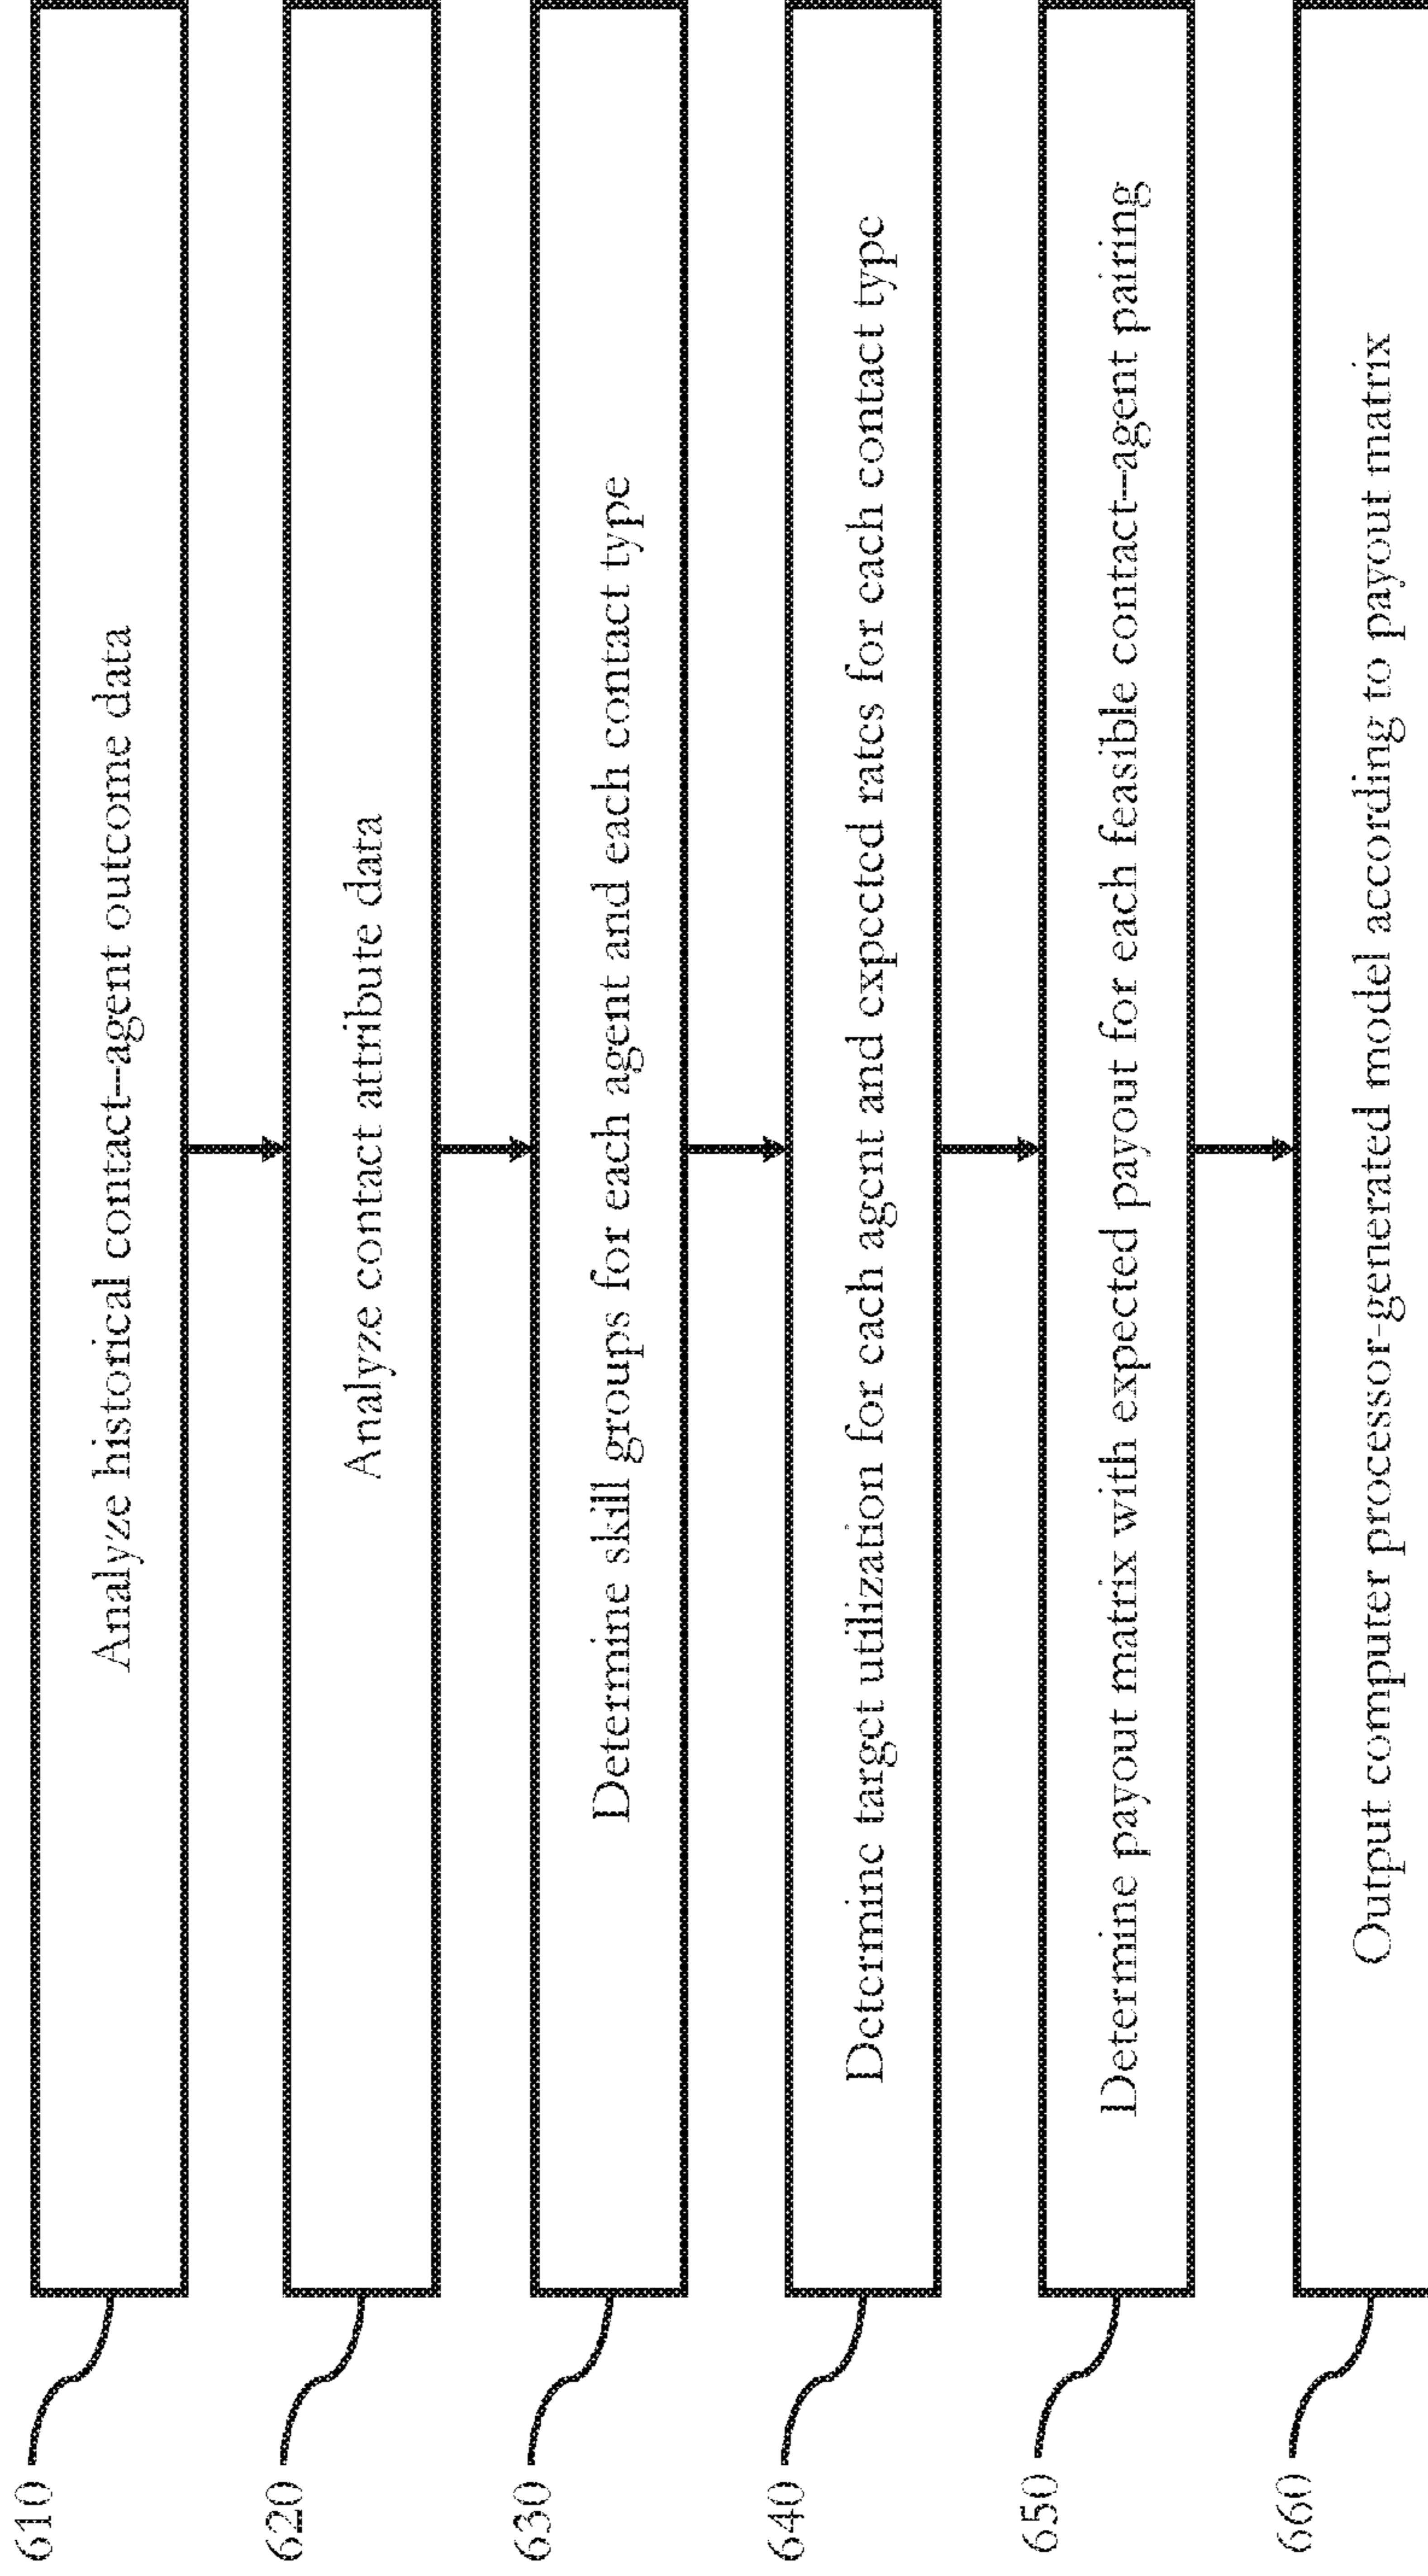 610
Analyze historical contact--agent outcome data
620
Analyze contact attribute data
630
Determine skill groups for each agent and each contact type
640
Determine target utilization for each agent and expected rates for each contact type
650
Determine payout matrix with expected payout for each feasible contact--agent pairing
660
Output computer processor-generated model according to payout matrix